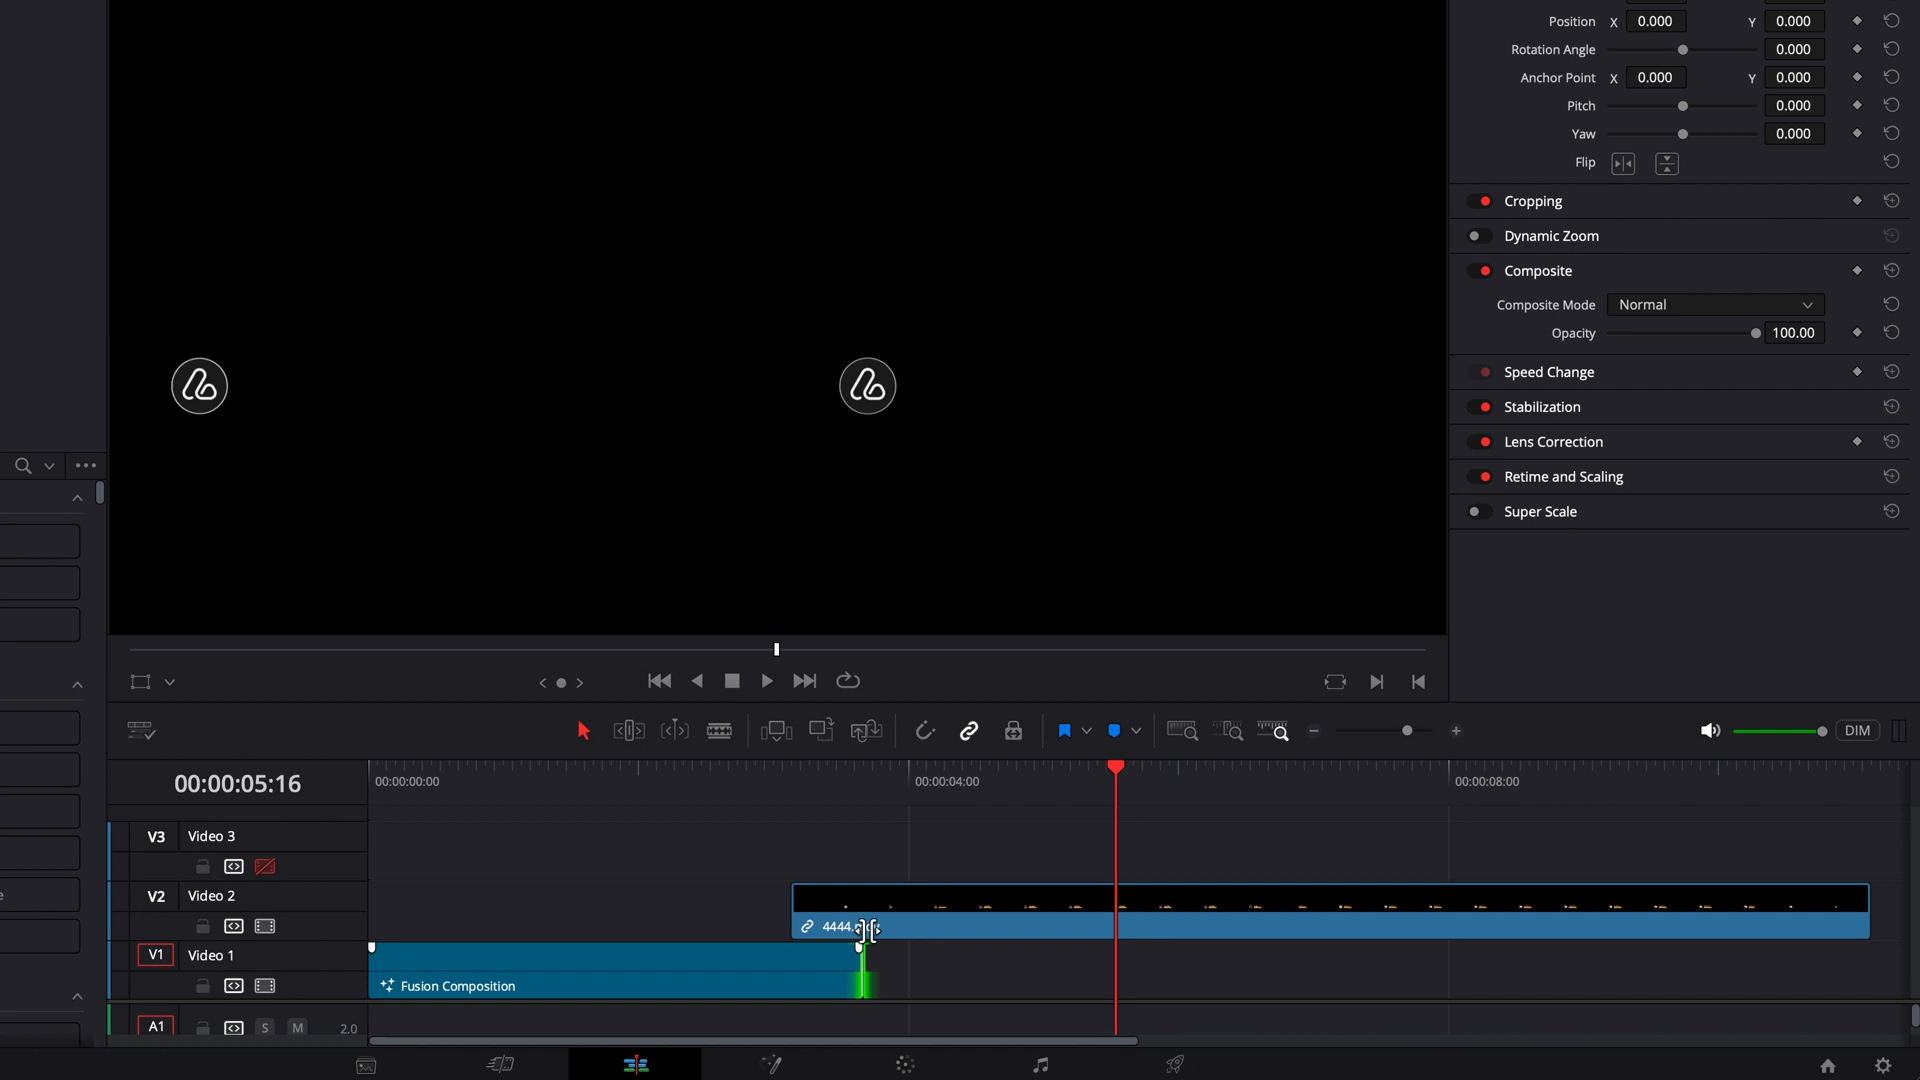 Position X 0.000 Y 0.000
Rotation Angle 0.000
Anchor Point X 0.000 Y 0.000
Pitch 0.000
Yaw 0.000
Flip
Cropping
Dynamic Zoom
Composite
Composite Mode Normal
Opacity 100.00
Speed Change
Stabilization
Lens Correction
Retime and Scaling
Super Scale
DIM
00:00:05:16
00:00:00:00
00:00:04:00
00:00:08:00
V3 Video 3
V2 Video 2
4444.
V1 Video 1
Fusion Composition
A1 S M 2.0